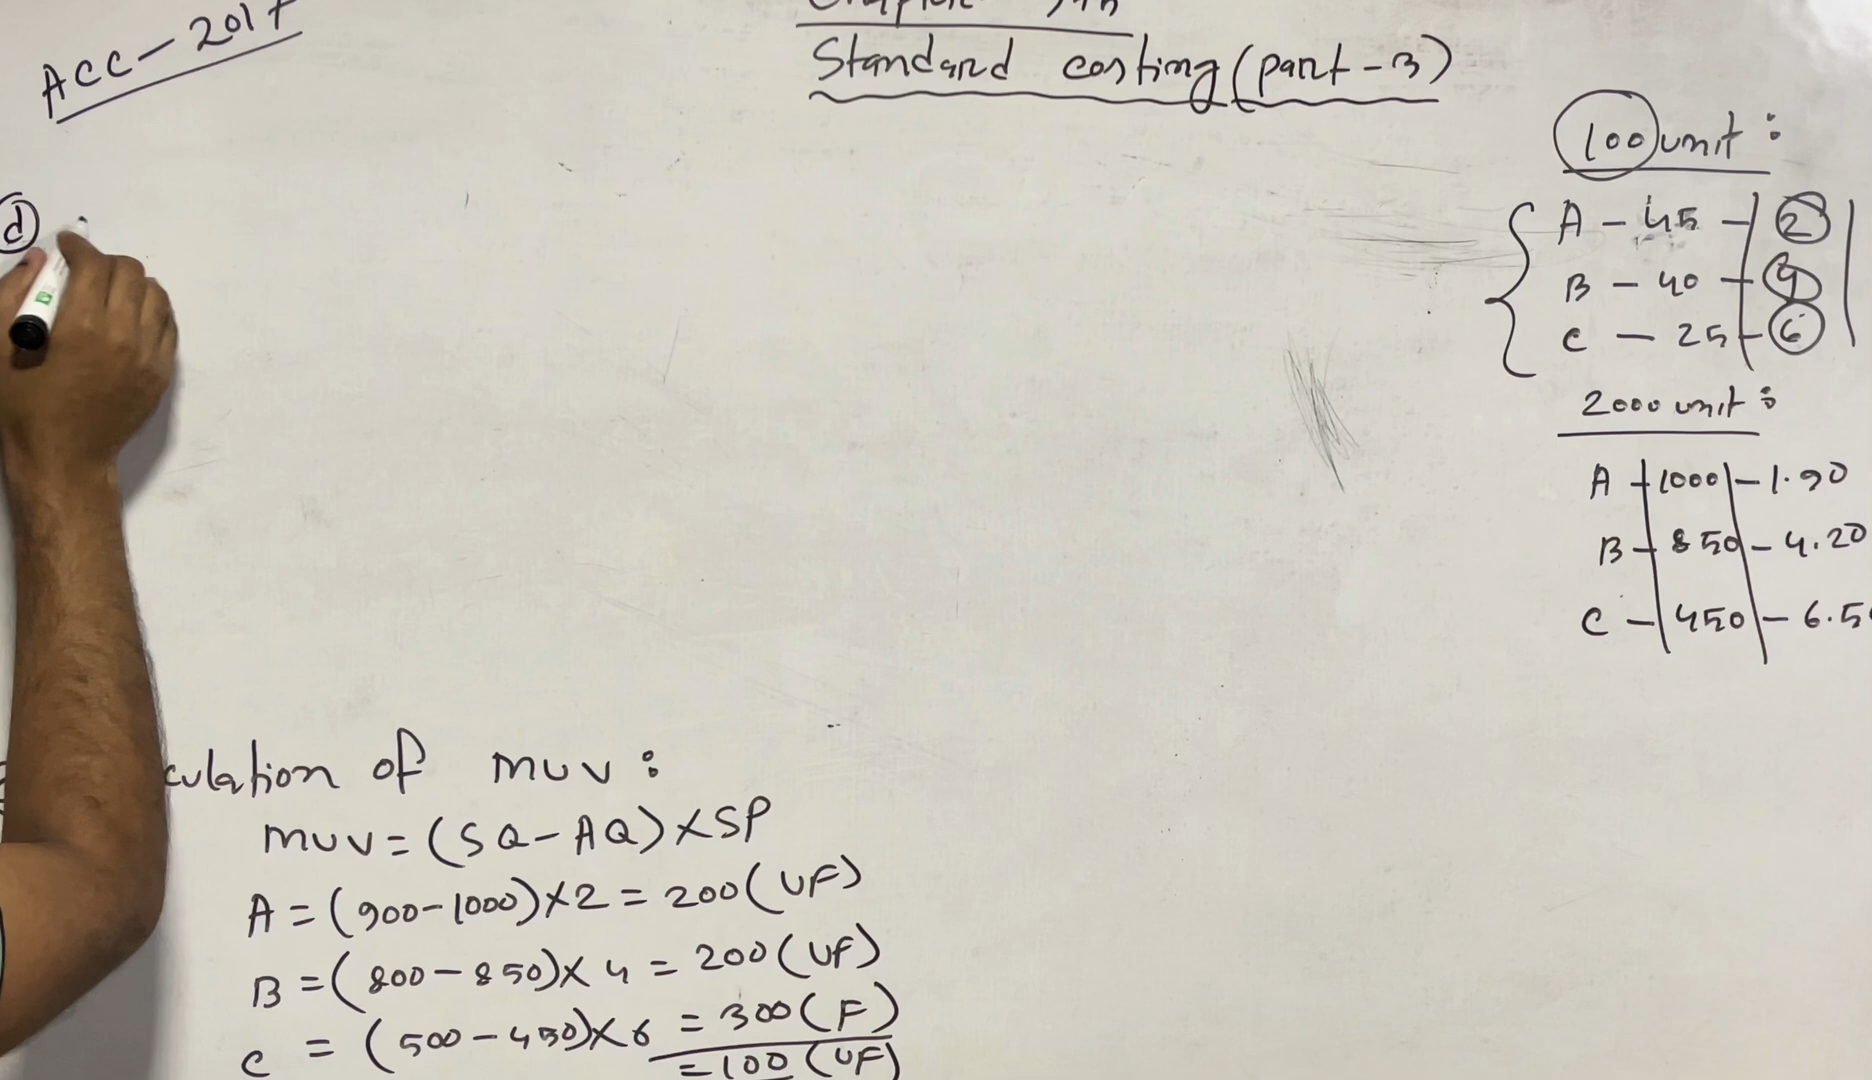 ACC-2017
Standard costing (part-3)
100 unit :
A - 45 - 2
B - 40 - 4
C - 25 - 6
2000 unit :
A - 1000 - 1.90
B - 850 - 4.20
C - 450 - 6.50
d
culation of muv :
muv = (SQ - AQ) X SP
A = (900-1000) X 2 = 200 (UF)
B = (800-850) X 4 = 200 (UF)
C = (500-450) X 6 = 300 (F)
= 100 (UF)